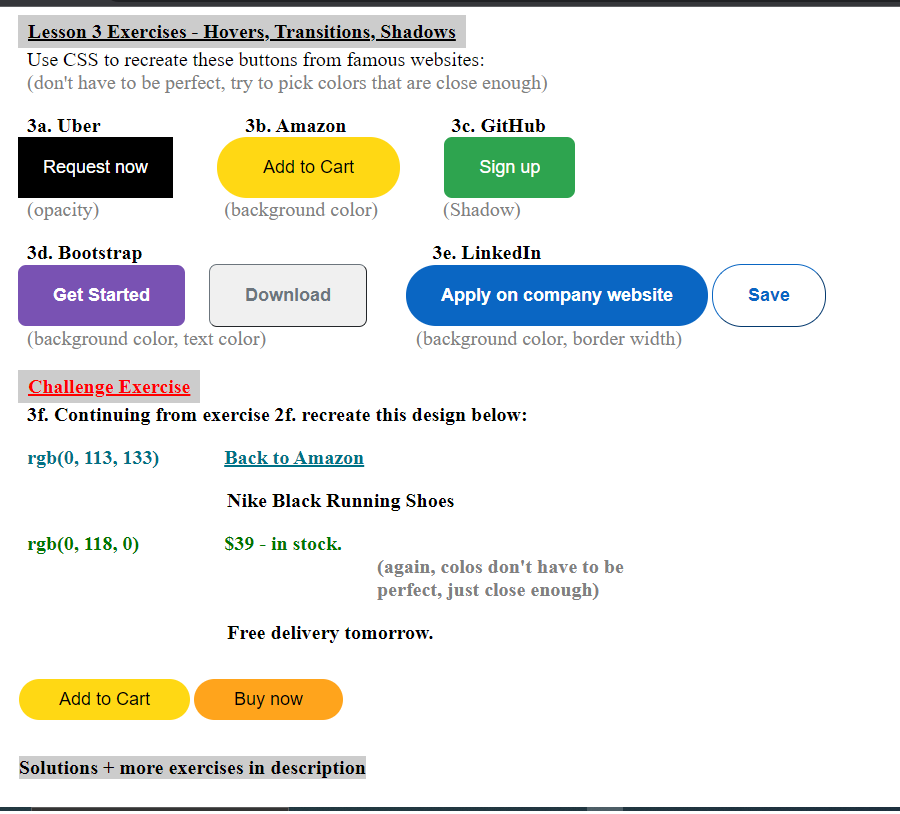 Lesson 3 Exercises - Hovers, Transitions, Shadows
Use CSS to recreate these buttons from famous websites:
(don't have to be perfect, try to pick colors that are close enough)
3a. Uber 3b. Amazon 3c. GitHub
Request now Add to Cart Sign up
(opacity) (background color) (Shadow)
3d. Bootstrap 3e. LinkedIn
Get Started Download Apply on company website Save
(background color, text color) (background color, border width)
Challenge Exercise
3f. Continuing from exercise 2f. recreate this design below:
rgb(0, 113, 133) Back to Amazon
Nike Black Running Shoes
rgb(0, 118, 0) $39 - in stock.
(again, colos don't have to be
perfect, just close enough)
Free delivery tomorrow.
Add to Cart Buy now
Solutions + more exercises in description